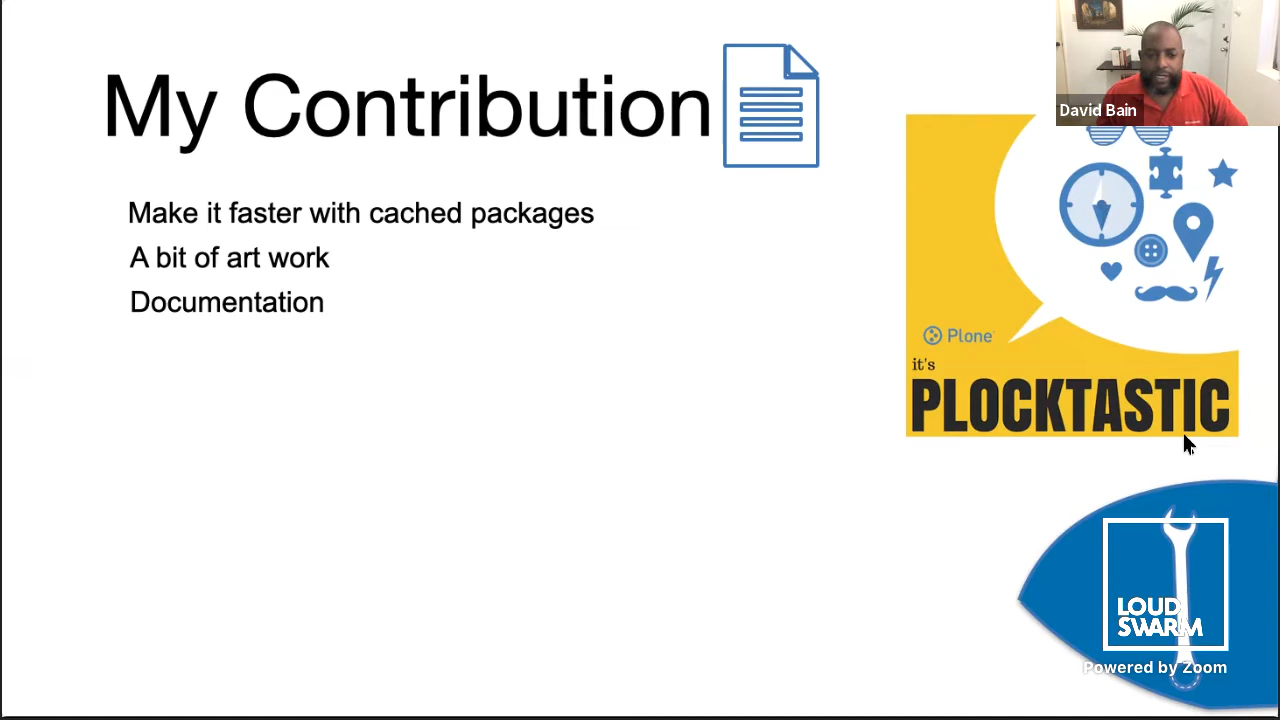 My Contribution
David Bain
Make it faster with cached packages
A bit of art work
Documentation
Plone
it's
PLOCKTASTIC
LOUD
SWARM
Powered by Zoom